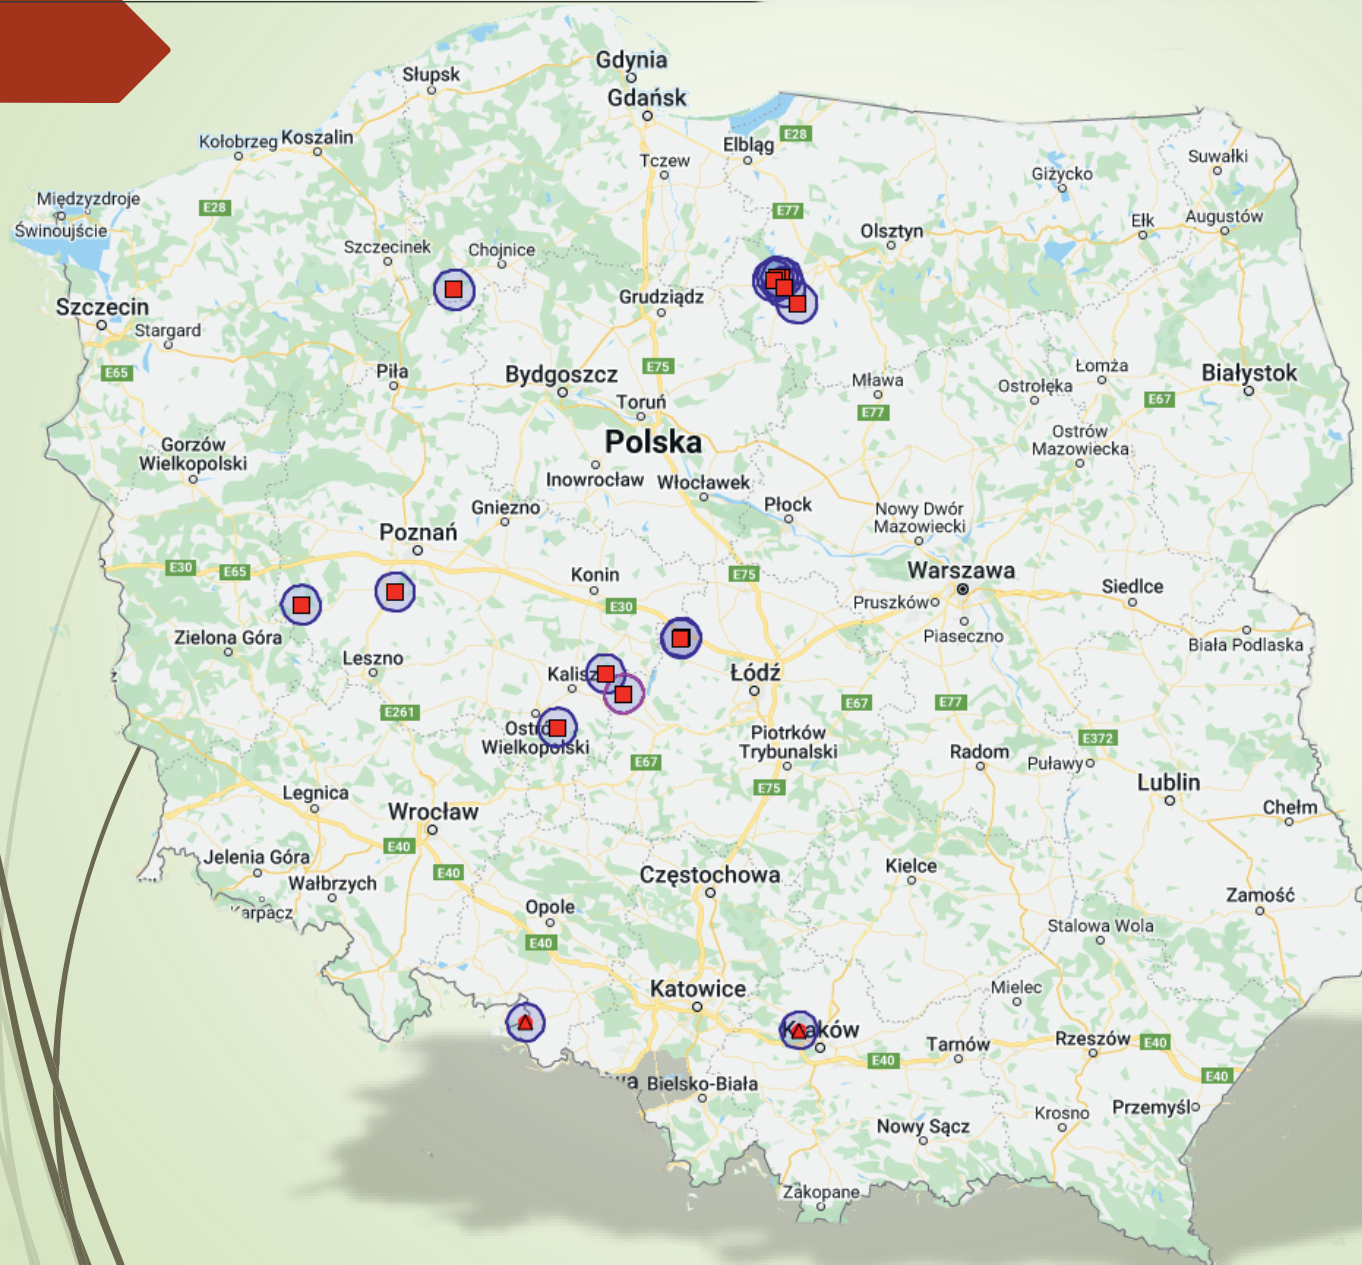 Gdynia
Słupsk
Gdańsk
Kołobrzeg
Koszalin
Elbląg
E28
Tczew
Suwałki
Giżycko
Międzyzdroje
E28
Świnoujście
E77
Ełk
Augustów
Olsztyn
Szczecinek
Chojnice
Szczecin
Grudziądz
Stargard
E65
Piła
Bydgoszcz
E75
Mława
Łomża
Ostrołęka
Białystok
E67
Toruń
E77
Polska
Gorzów
Wielkopolski
Ostrów
Mazowiecka
Inowrocław
Włocławek
Płock
Gniezno
Nowy Dwór
Mazowiecki
Poznań
E30
E65
Konin
E75
Warszawa
Siedlce
E30
Pruszków
Zielona Góra
Piaseczno
Biała Podlaska
Leszno
Kalisz
Łódź
E261
E67
E77
Ostrów
Wielkopolski
Piotrków
Trybunalski
E372
Radom
Puławy
E67
E75
Lublin
Legnica
Wrocław
Chełm
E40
Jelenia Góra
E40
Częstochowa
Kielce
Wałbrzych
Karpacz
Opole
Zamość
Stalowa Wola
E40
Katowice
Mielec
Kraków
Tarnów
Rzeszów
E40
E40
E40
Bielsko-Biała
Krosno
Przemyśl
Nowy Sącz
Zakopane